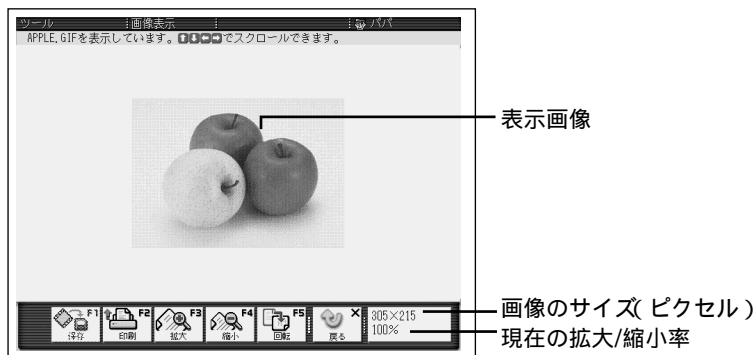 ツール 画像表示 パパ
APPLE.GIFを表示しています。⬆⬇⬅➡でスクロールできます。
表示画像
F1 F2 F3 F4 F5 ×
保存 印刷 拡大 縮小 回転 戻る
305×215
100%
画像のサイズ(ピクセル)
現在の拡大/縮小率